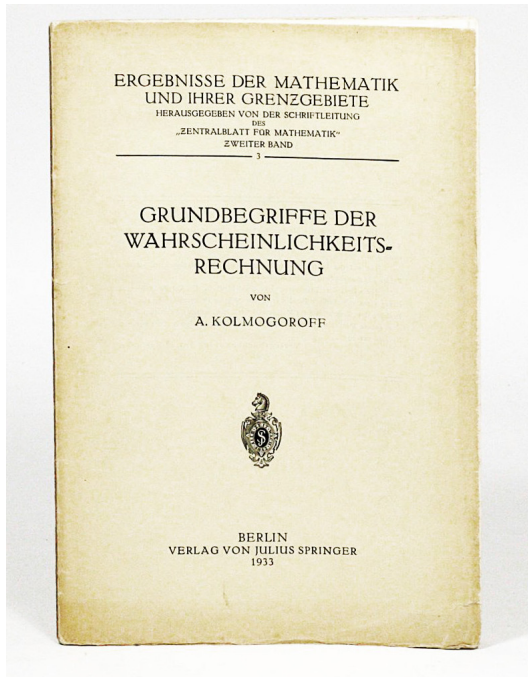 ERGEBNISSE DER MATHEMATIK
UND IHRER GRENZGEBIETE
HERAUSGEGEBEN VON DER SCHRIFTLEITUNG
DES
„ZENTRALBLATT FÜR MATHEMATIK“
ZWEITER BAND
3
GRUNDBEGRIFFE DER
WAHRSCHEINLICHKEITS-
RECHNUNG
VON
A. KOLMOGOROFF
BERLIN
VERLAG VON JULIUS SPRINGER
1933